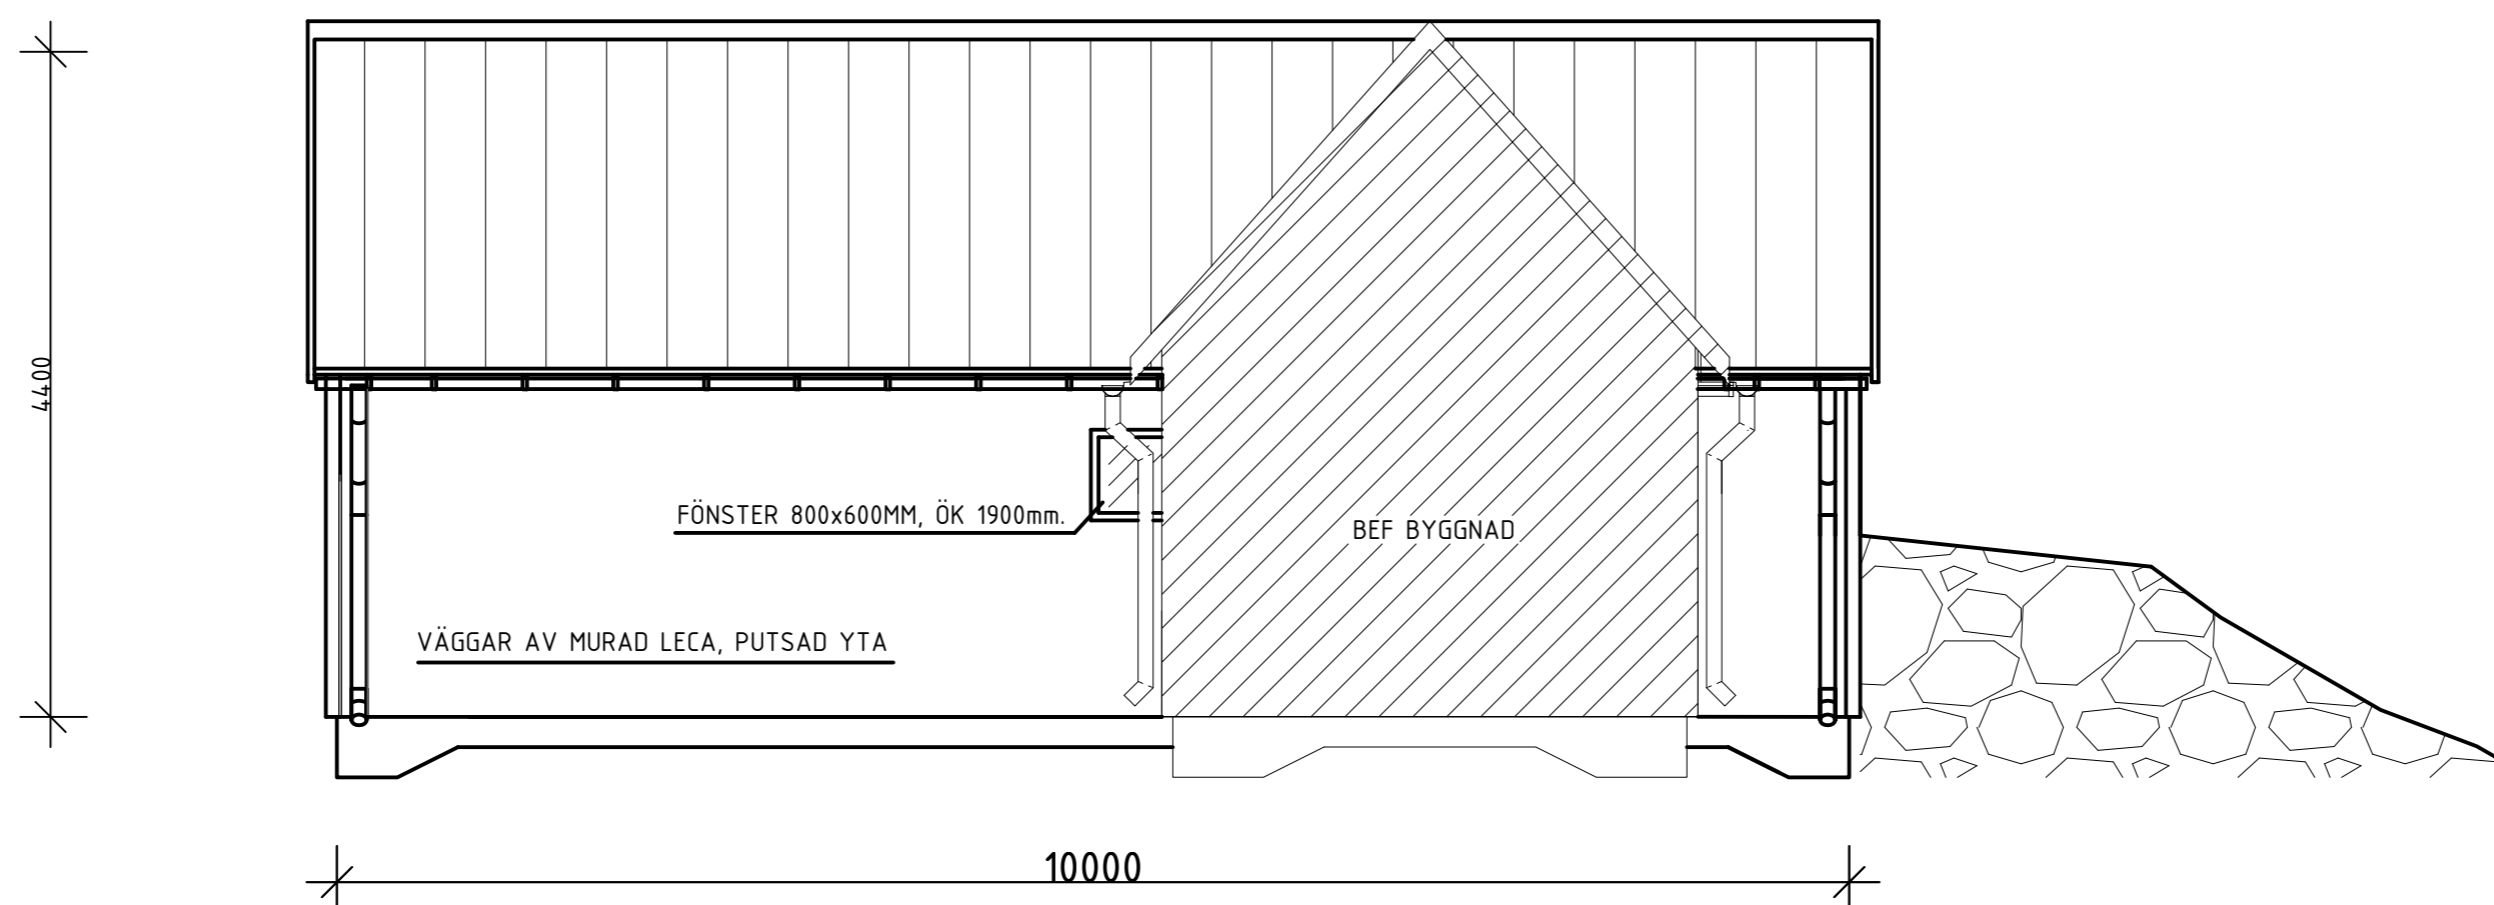 4400
FÖNSTER 800x600MM, ÖK 1900mm.
BEF BYGGNAD
VÄGGAR AV MURAD LECA, PUTSAD YTA
10000